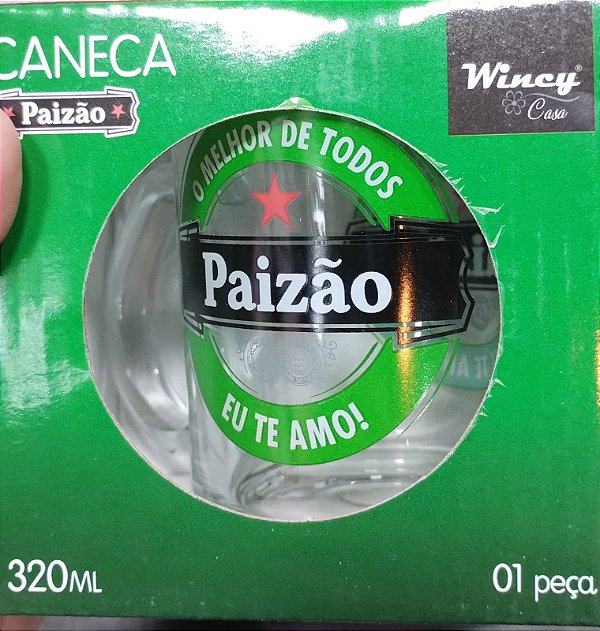 CANECA
Paizão
Wincy®
Casa
O MELHOR DE TODOS
Paizão
EU TE AMO!
320ML
01 peça